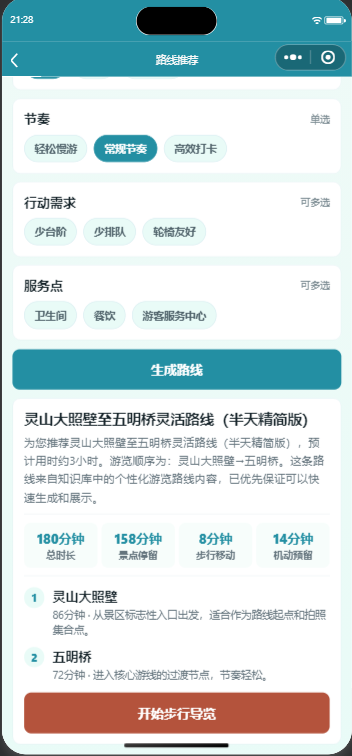 21:28
路线推荐
节奏
单选
轻松慢游
常规节奏
高效打卡
行动需求
可多选
少台阶
少排队
轮椅友好
服务点
可多选
卫生间
餐饮
游客服务中心
生成路线
灵山大照壁至五明桥灵活路线（半天精简版）
为您推荐灵山大照壁至五明桥灵活路线（半天精简版），预
计用时约3小时。游览顺序为：灵山大照壁→五明桥。这条路
线来自知识库中的个性化游览路线内容，已优先保证可以快
速生成和展示。
180分钟
158分钟
8分钟
14分钟
总时长
景点停留
步行移动
机动预留
1 灵山大照壁
86分钟 · 从景区标志性入口出发，适合作为路线起点和拍照
集合点。
2 五明桥
72分钟 · 进入核心游线的过渡节点，节奏轻松。
开始步行导览